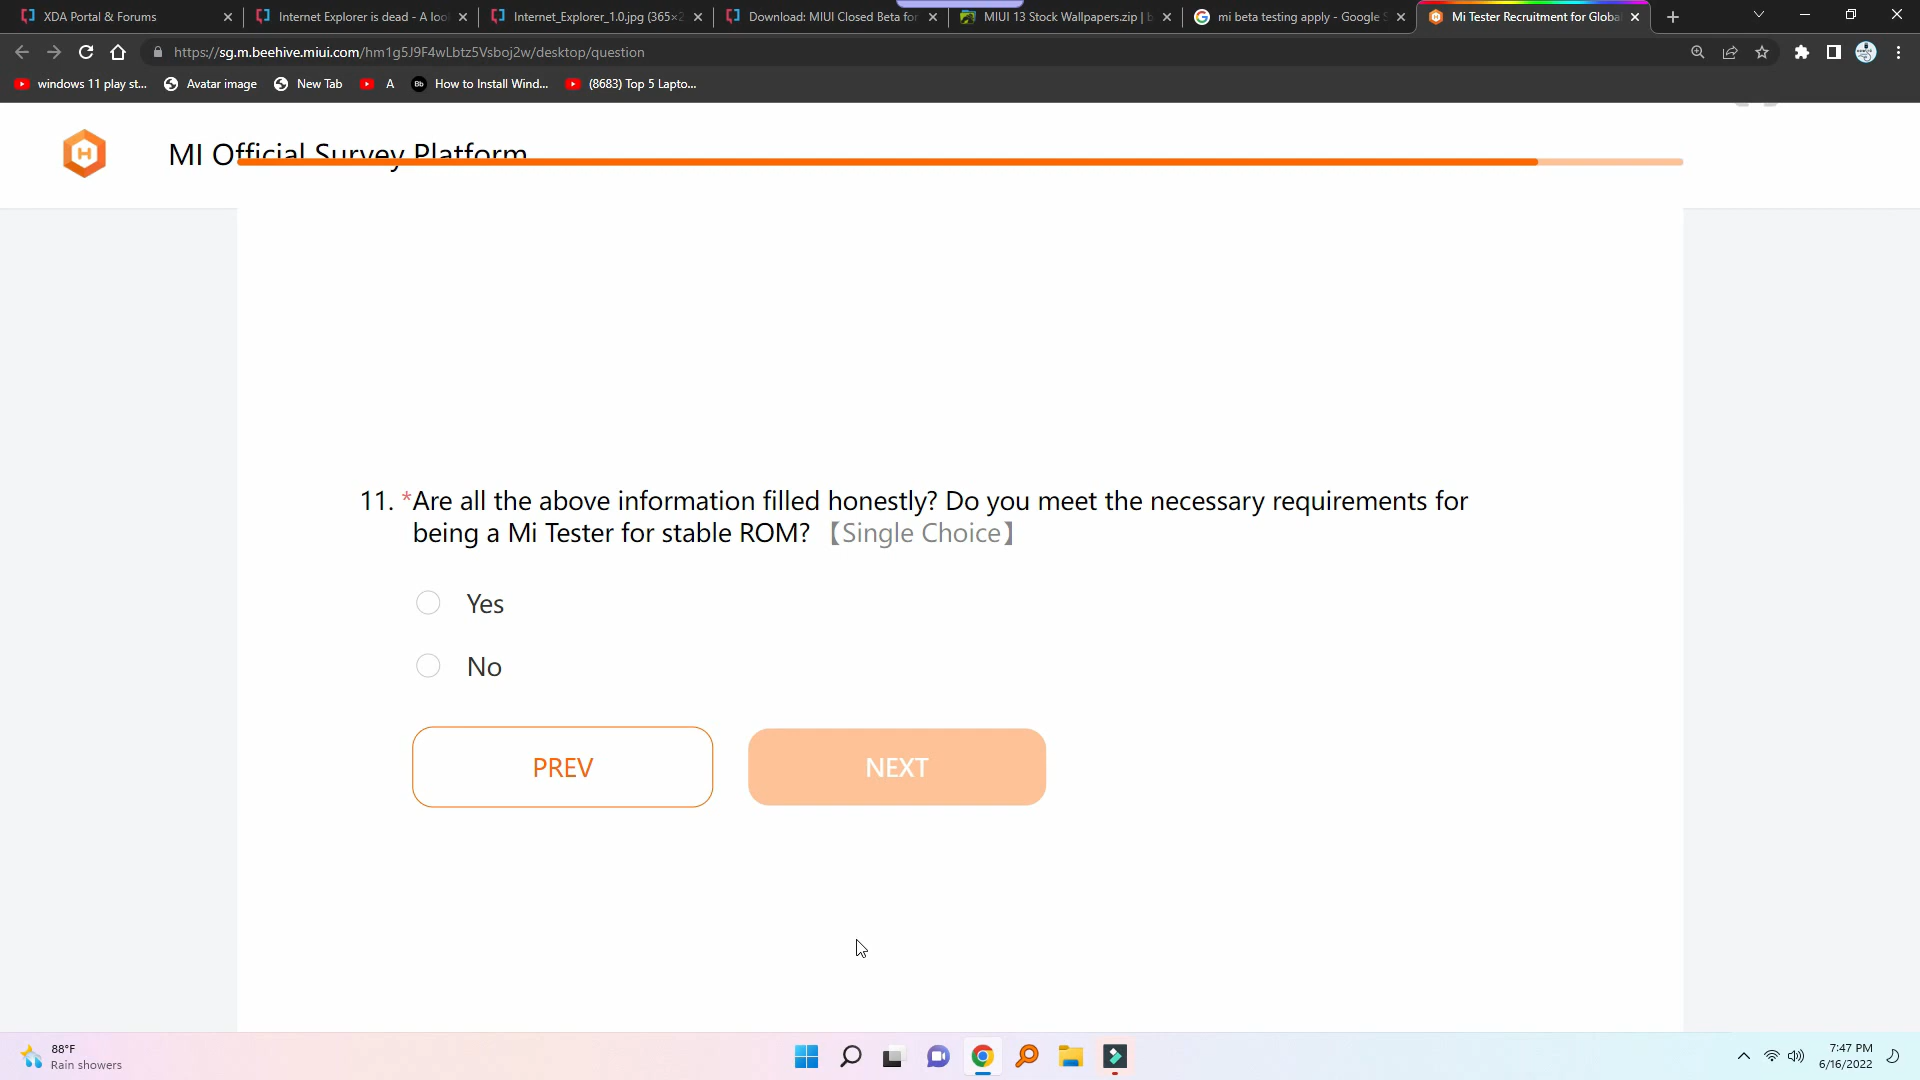 XDA Portal & Forums
Internet Explorer is dead - A loo
Internet_Explorer_1.0.jpg (365×2
Download: MIUI Closed Beta for
MIUI 13 Stock Wallpapers.zip | b
mi beta testing apply - Google S
Mi Tester Recruitment for Globa
https://sg.m.beehive.miui.com/hm1g5J9F4wLbtz5Vsboj2w/desktop/question
windows 11 play st...
Avatar image
New Tab
A
Bb
How to Install Wind...
(8683) Top 5 Lapto...
MI Official Survey Platform
11. *Are all the above information filled honestly? Do you meet the necessary requirements for
being a Mi Tester for stable ROM? 【Single Choice】
Yes
No
PREV
NEXT
88°F
Rain showers
7:47 PM
6/16/2022